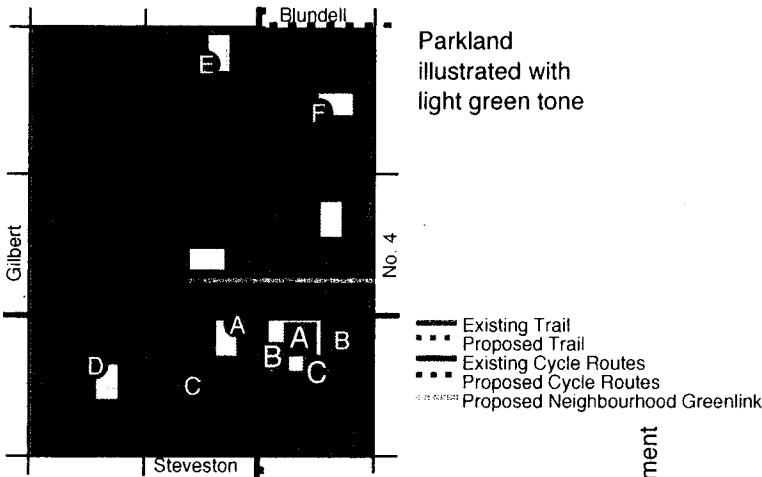 Blundell
Parkland
illustrated with
light green tone
E
F
Gilbert
No. 4
A
A
B
B
C
D
C
Existing Trail
Proposed Trail
Existing Cycle Routes
Proposed Cycle Routes
Proposed Neighbourhood Greenlink
Steveston
ment